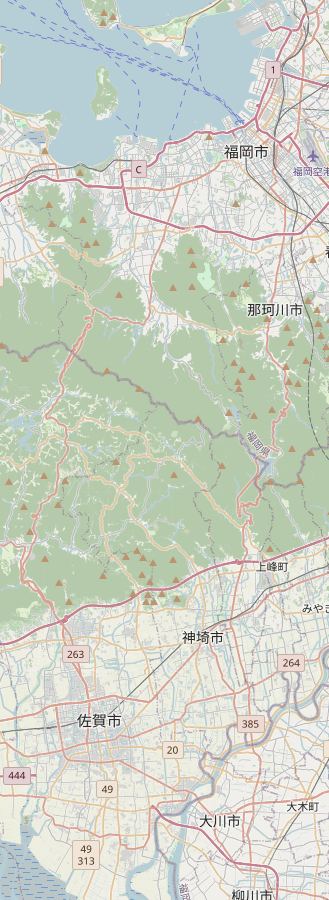 1
福岡市
福岡空
C
那珂川市
福岡県
上峰町
みやき
神埼市
263
264
佐賀市
385
20
444
49
大木町
大川市
49
313
福岡
柳川市